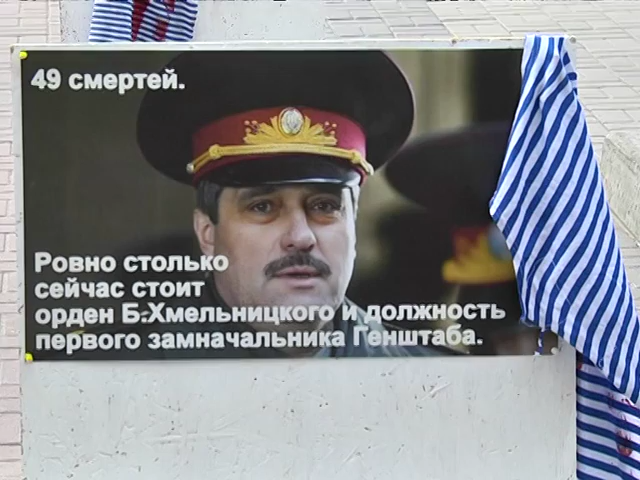 49 смертей.
Ровно столько
сейчас стоит
орден Б.Хмельницкого и должность
первого замначальника Генштаба.